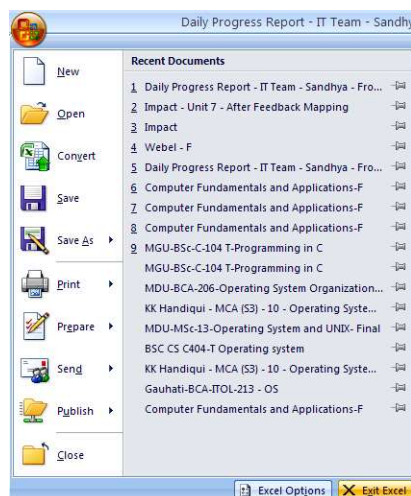 Daily Progress Report - IT Team - Sandhy
New
Open
Convert
Save
Save As
Print
Prepare
Send
Publish
Close
Recent Documents
1 Daily Progress Report - IT Team - Sandhya - Fro...
2 Impact - Unit 7 - After Feedback Mapping
3 Impact
4 Webel - F
5 Daily Progress Report - IT Team - Sandhya - Fro...
6 Computer Fundamentals and Applications-F
7 Computer Fundamentals and Applications-F
8 Computer Fundamentals and Applications-F
9 MGU-BSc-C-104 T-Programming in C
MGU-BSc-C-104 T-Programming in C
MDU-BCA-206-Operating System Organization...
KK Handiqui - MCA (S3) - 10 - Operating Syste...
MDU-MSc-13-Operating System and UNIX- Final
BSC CS C404-T Operating system
KK Handiqui - MCA (S3) - 10 - Operating Syste...
Gauhati-BCA-ITOL-213 - OS
Computer Fundamentals and Applications-F
Excel Options
Exit Excel